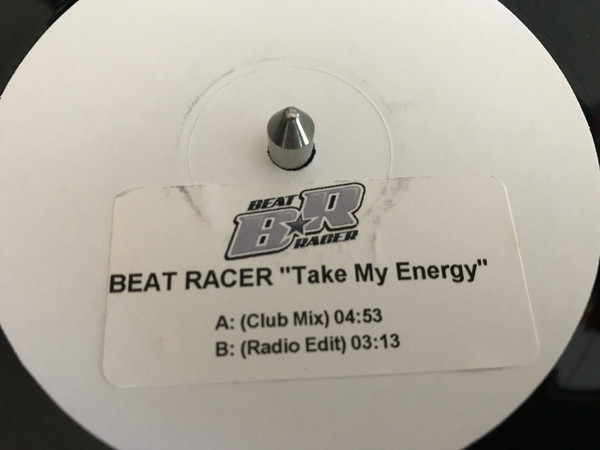 BEAT
B★R
RACER
BEAT RACER "Take My Energy"
A: (Club Mix) 04:53
B: (Radio Edit) 03:13